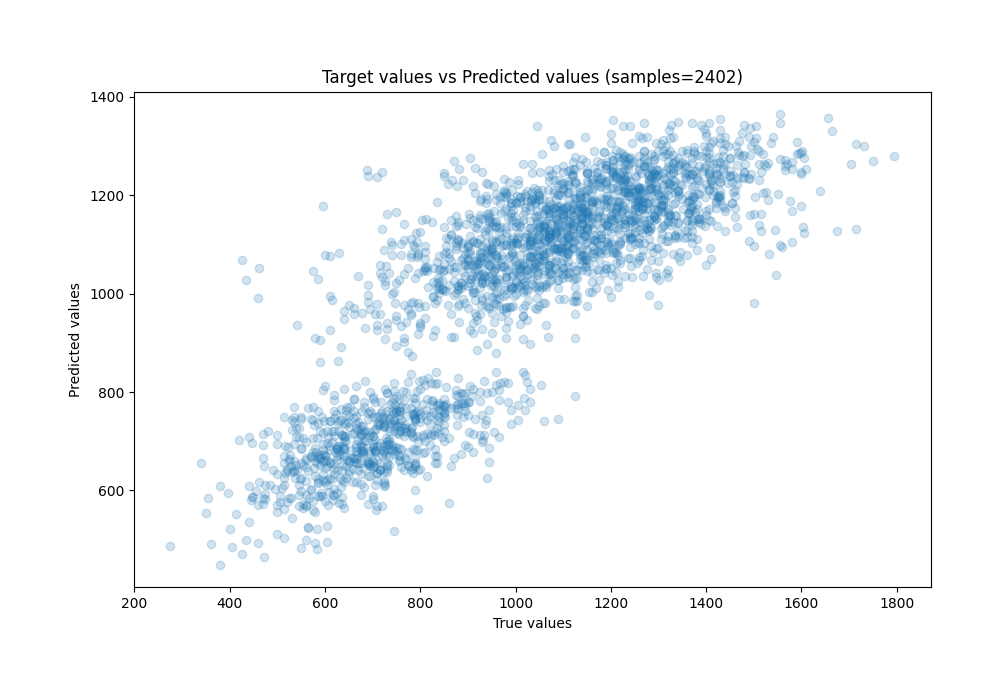 Target values vs Predicted values (samples=2402)
1400
1200
1000
800
600
Predicted values
200 400 600 800 1000 1200 1400 1600 1800
True values